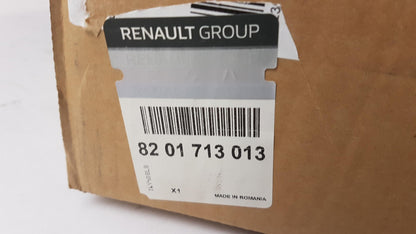 RENAULT GROUP
82 01 713 013
X1
MADE IN ROMANIA